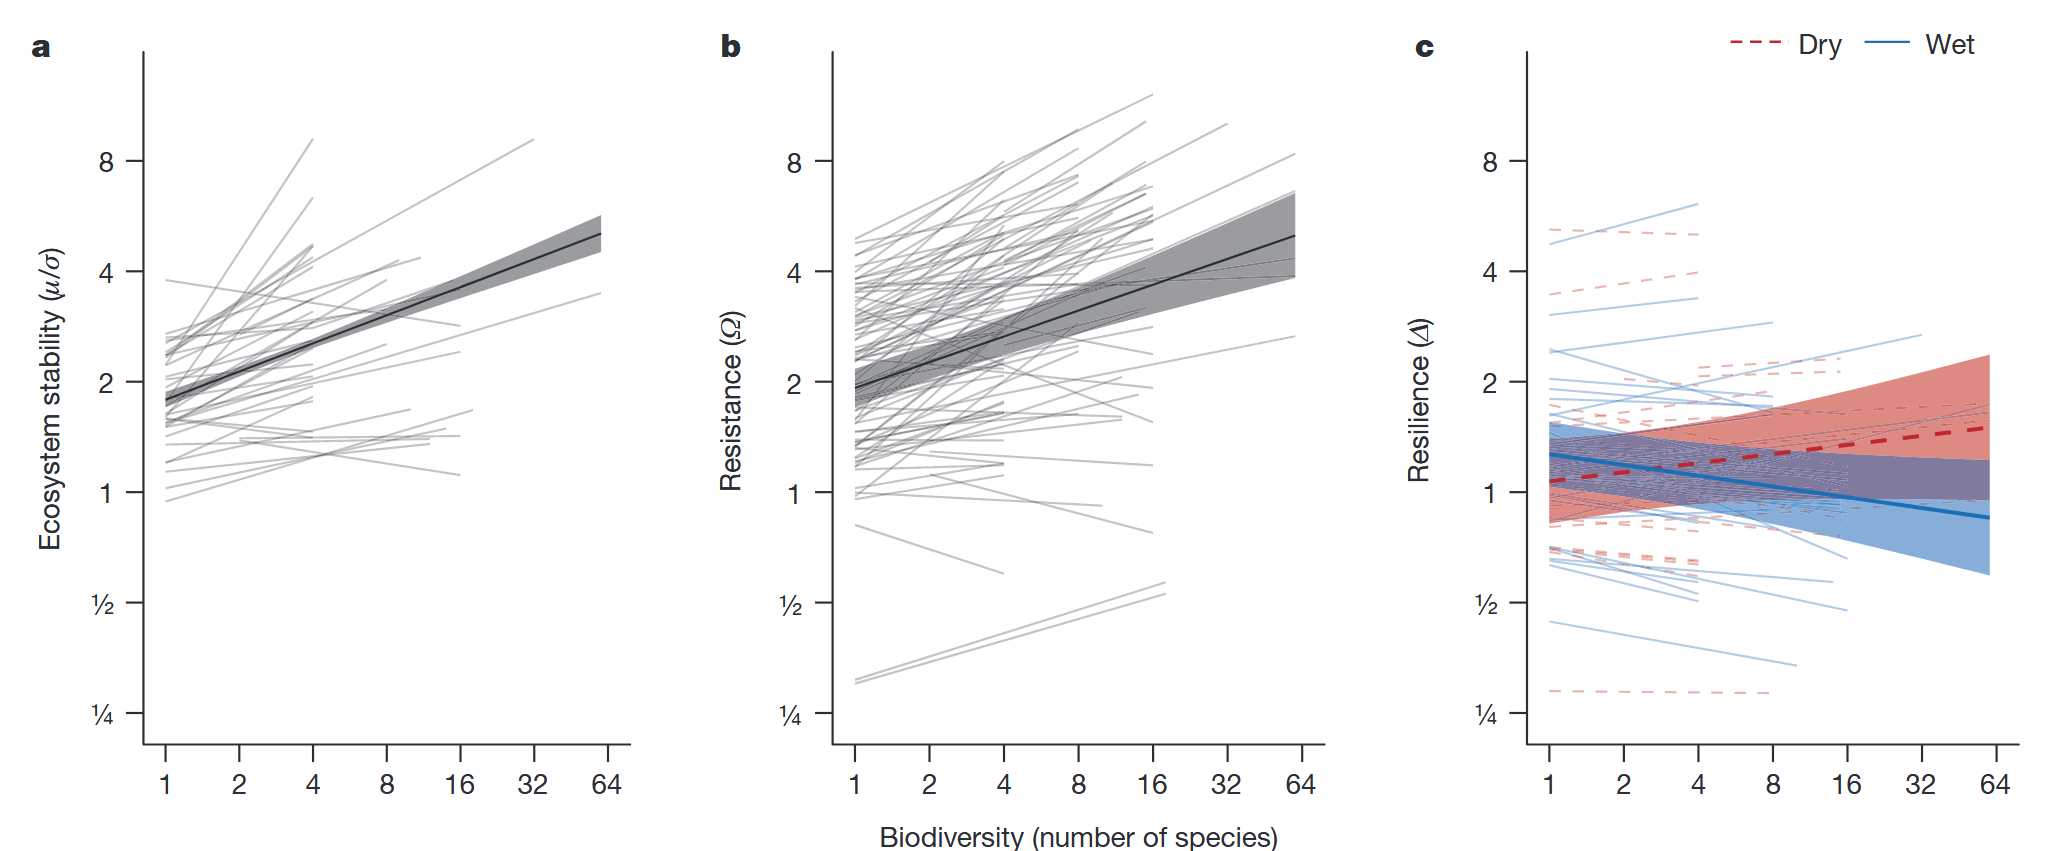 a
b
c
Dry
Wet
Ecosystem stability (μ/σ)
8
4
2
1
½
¼
1 2 4 8 16 32 64
Resistance (Ω)
8
4
2
1
½
¼
1 2 4 8 16 32 64
Resilience (Δ)
8
4
2
1
½
¼
1 2 4 8 16 32 64
Biodiversity (number of species)